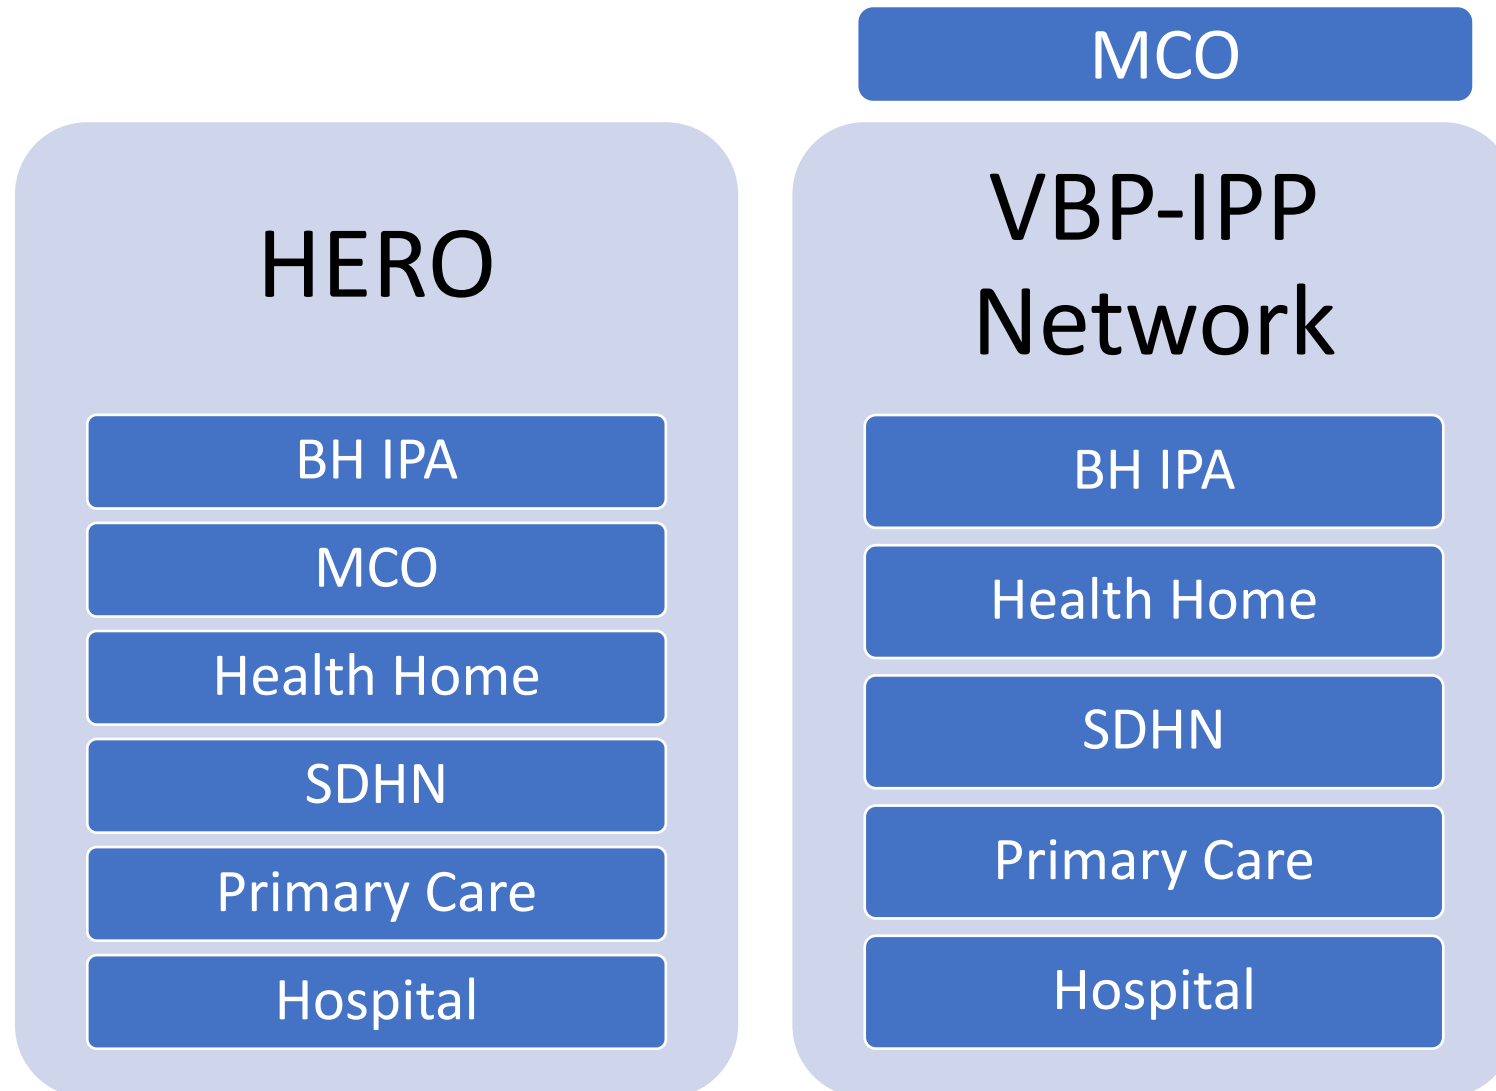 HERO
BH IPA
MCO
Health Home
SDHN
Primary Care
Hospital
MCO
VBP-IPP
Network
BH IPA
Health Home
SDHN
Primary Care
Hospital